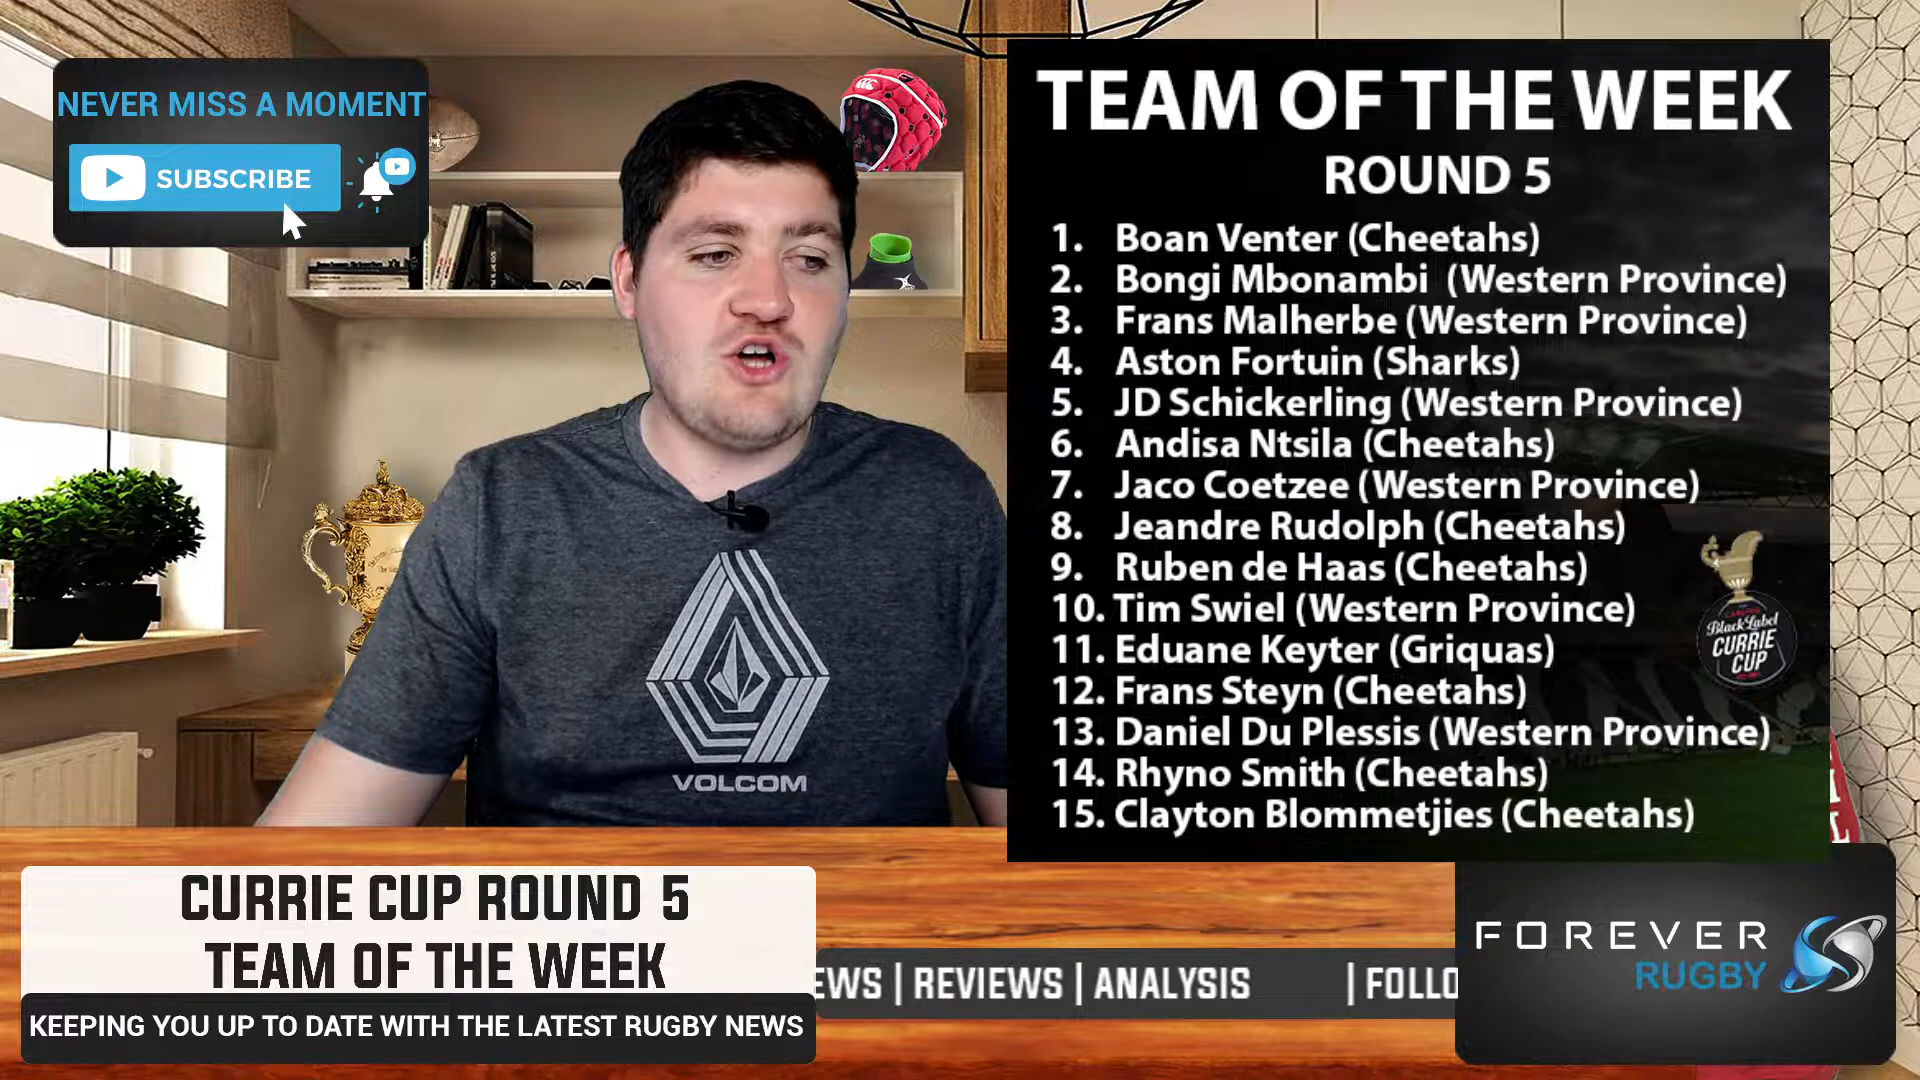 NEVER MISS A MOMENT
SUBSCRIBE
TEAM OF THE WEEK
ROUND 5
1. Boan Venter (Cheetahs)
2. Bongi Mbonambi (Western Province)
3. Frans Malherbe (Western Province)
4. Aston Fortuin (Sharks)
5. JD Schickerling (Western Province)
6. Andisa Ntsila (Cheetahs)
7. Jaco Coetzee (Western Province)
8. Jeandre Rudolph (Cheetahs)
9. Ruben de Haas (Cheetahs)
10. Tim Swiel (Western Province)
11. Eduane Keyter (Griquas)
12. Frans Steyn (Cheetahs)
13. Daniel Du Plessis (Western Province)
14. Rhyno Smith (Cheetahs)
15. Clayton Blommetjies (Cheetahs)
Black Label
CURRIE
CUP
VOLCOM
CURRIE CUP ROUND 5
TEAM OF THE WEEK
KEEPING YOU UP TO DATE WITH THE LATEST RUGBY NEWS
EWS | REVIEWS | ANALYSIS | FOLLO
FOREVER
RUGBY